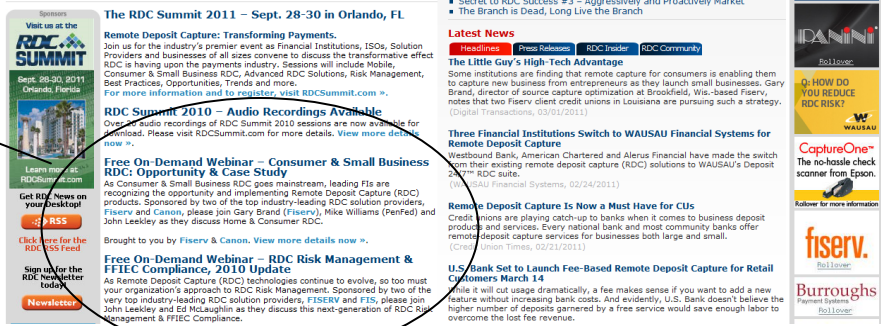 Sponsors
Visit us at the
RDC
SUMMIT
Sept. 28-30, 2011
Orlando, Florida
Learn more at
RDCSummit.com
Get RDC News on
your Desktop!
RSS
Click here for the
RDC RSS Feed
Sign up for the
RDC Newsletter
today!
Newsletter
The RDC Summit 2011 – Sept. 28-30 in Orlando, FL
Remote Deposit Capture: Transforming Payments.
Join us for the industry's premier event as Financial Institutions, ISOs, Solution
Providers and businesses of all sizes convene to discuss the transformative effect
RDC is having upon the payments industry. Sessions will include Mobile,
Consumer & Small Business RDC, Advanced RDC Solutions, Risk Management,
Best Practices, Opportunities, Trends and more.
For more information and to register, visit RDCSummit.com ».
RDC Summit 2010 – Audio Recordings Available
Over 20 audio recordings of RDC Summit 2010 sessions are now available for
download. Please visit RDCSummit.com for more details. View more details
now ».
Free On-Demand Webinar – Consumer & Small Business
RDC: Opportunity & Case Study
As Consumer & Small Business RDC goes mainstream, leading FIs are
recognizing the opportunity and implementing Remote Deposit Capture (RDC)
products. Sponsored by two of the top industry-leading RDC solution providers,
Fiserv and Canon, please join Gary Brand (Fiserv), Mike Williams (PenFed) and
John Leekley as they discuss Home & Consumer RDC.
Brought to you by Fiserv & Canon. View more details now ».
Free On-Demand Webinar – RDC Risk Management &
FFIEC Compliance, 2010 Update
As Remote Deposit Capture (RDC) technologies continue to evolve, so too must
your organization's approach to RDC Risk Management. Sponsored by two of the
very top industry-leading RDC solution providers, FISERV and FIS, please join
John Leekley and Ed McLaughlin as they discuss this next-generation of RDC Risk
Management & FFIEC Compliance.
Secret to RDC Success #3 – Aggressively and Proactively Market
The Branch is Dead, Long Live the Branch
Latest News
Headlines Press Releases RDC Insider RDC Community
The Little Guy's High-Tech Advantage
Some institutions are finding that remote capture for consumers is enabling them
to capture new business from entrepreneurs as they launch small businesses. Gary
Brand, director of source capture optimization at Brookfield, Wis.-based Fiserv,
notes that two Fiserv client credit unions in Louisiana are pursuing such a strategy.
(Digital Transactions, 03/01/2011)
Three Financial Institutions Switch to WAUSAU Financial Systems for
Remote Deposit Capture
Westbound Bank, American Chartered and Alerus Financial have made the switch
from their existing remote deposit capture (RDC) solutions to WAUSAU's Deposit
24/7™ RDC suite.
(WAUSAU Financial Systems, 02/24/2011)
Remote Deposit Capture Is Now a Must Have for CUs
Credit unions are playing catch-up to banks when it comes to business deposit
products and services. Every national bank and most community banks offer
remote deposit capture services for businesses both large and small.
(Credit Union Times, 02/21/2011)
U.S. Bank Set to Launch Fee-Based Remote Deposit Capture for Retail
Customers March 14
While it will cut usage dramatically, a fee makes sense if you want to add a new
feature without increasing bank costs. And evidently, U.S. Bank doesn't believe the
higher number of deposits garnered by a free service would save enough labor to
overcome the lost fee revenue.
PANINI
Rollover
Q: HOW DO
YOU REDUCE
RDC RISK?
WAUSAU
CaptureOne™
The no-hassle check
scanner from Epson.
Rollover for more information
fiserv.
Rollover
Burroughs
Payment Systems
Rollover